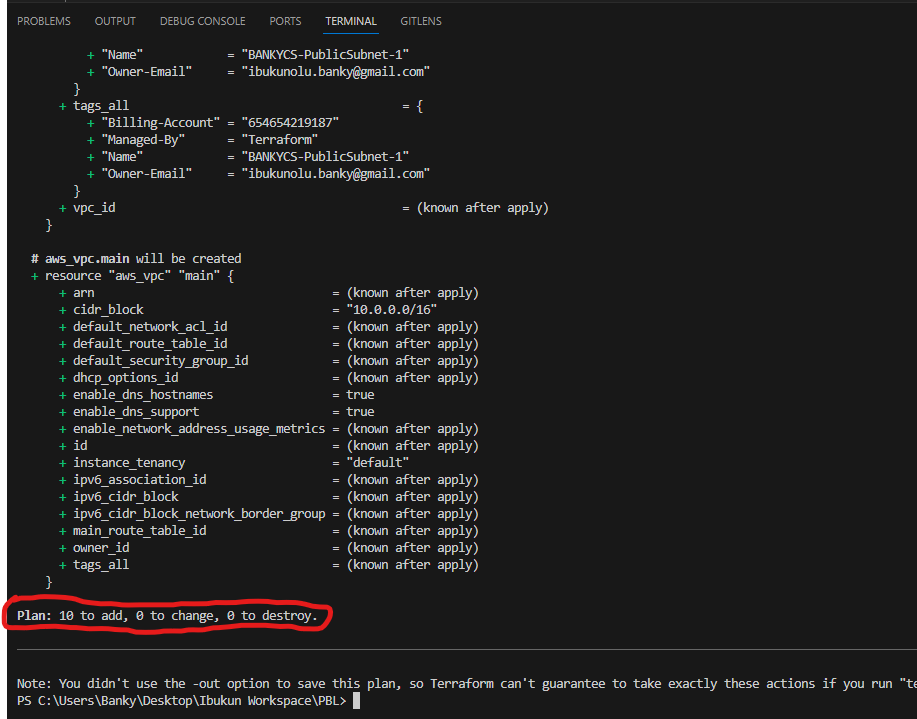 PROBLEMS OUTPUT DEBUG CONSOLE PORTS TERMINAL GITLENS
+ "Name" = "BANKYCS-PublicSubnet-1"
+ "Owner-Email" = "ibukunolu.banky@gmail.com"
}
+ tags_all = {
+ "Billing-Account" = "654654219187"
+ "Managed-By" = "Terraform"
+ "Name" = "BANKYCS-PublicSubnet-1"
+ "Owner-Email" = "ibukunolu.banky@gmail.com"
}
+ vpc_id = (known after apply)
}
# aws_vpc.main will be created
+ resource "aws_vpc" "main" {
+ arn = (known after apply)
+ cidr_block = "10.0.0.0/16"
+ default_network_acl_id = (known after apply)
+ default_route_table_id = (known after apply)
+ default_security_group_id = (known after apply)
+ dhcp_options_id = (known after apply)
+ enable_dns_hostnames = true
+ enable_dns_support = true
+ enable_network_address_usage_metrics = (known after apply)
+ id = (known after apply)
+ instance_tenancy = "default"
+ ipv6_association_id = (known after apply)
+ ipv6_cidr_block = (known after apply)
+ ipv6_cidr_block_network_border_group = (known after apply)
+ main_route_table_id = (known after apply)
+ owner_id = (known after apply)
+ tags_all = (known after apply)
}
Plan: 10 to add, 0 to change, 0 to destroy.
Note: You didn't use the -out option to save this plan, so Terraform can't guarantee to take exactly these actions if you run
PS C:\Users\Banky\Desktop\Ibukun Workspace\PBL>